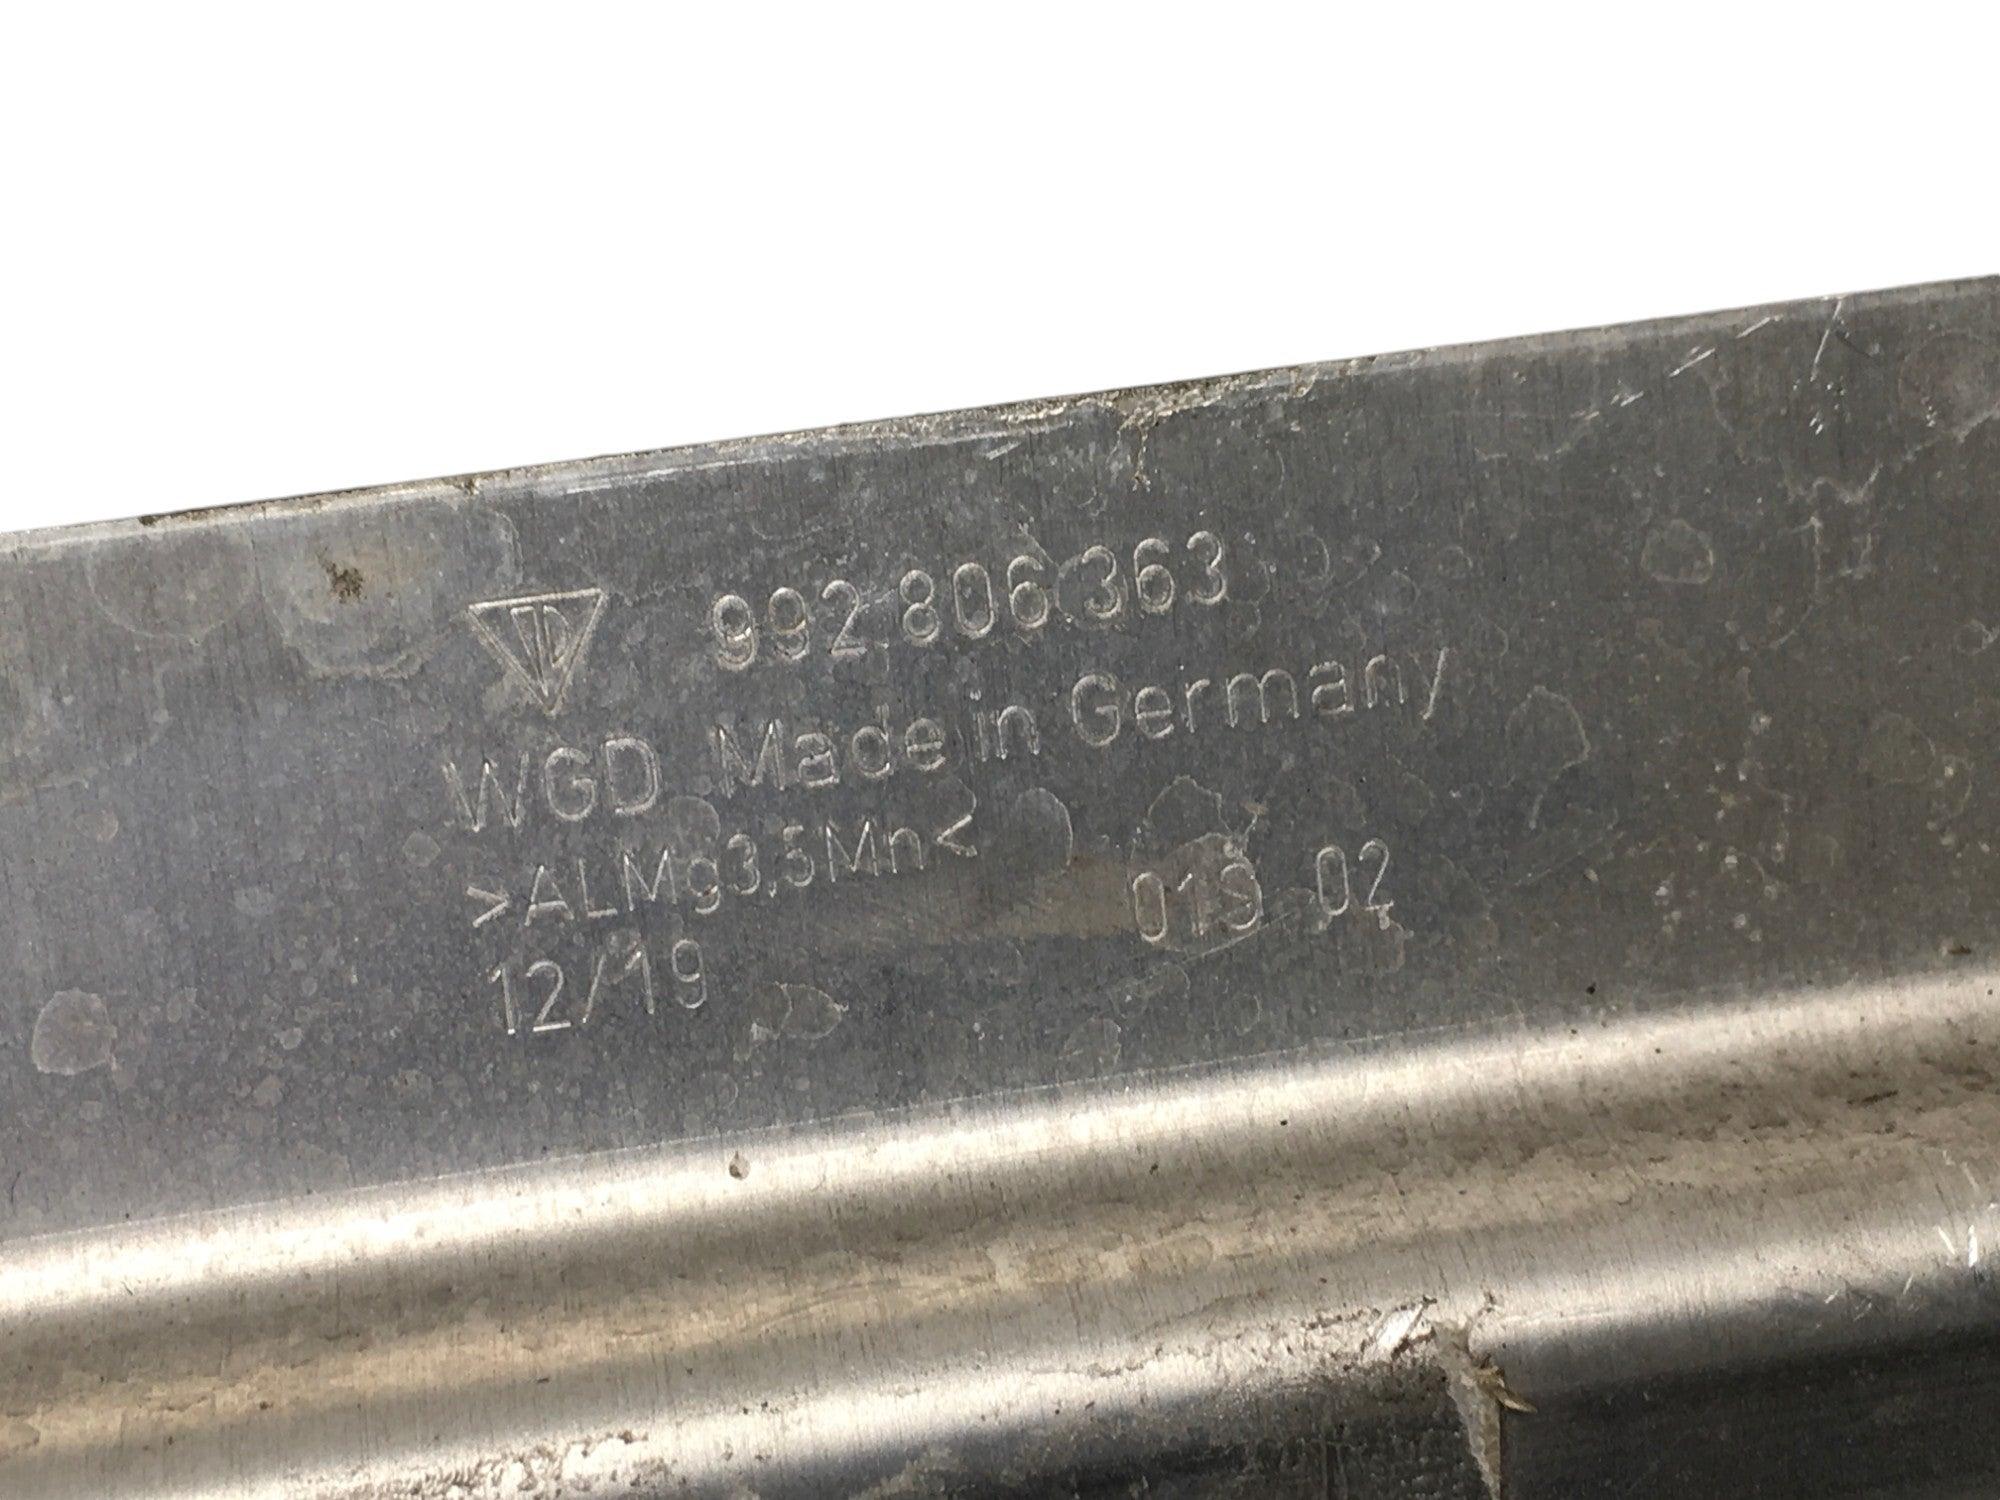 992.806.363
WGD Made in Germany
>ALMg3,5Mn<
019 02
12/19